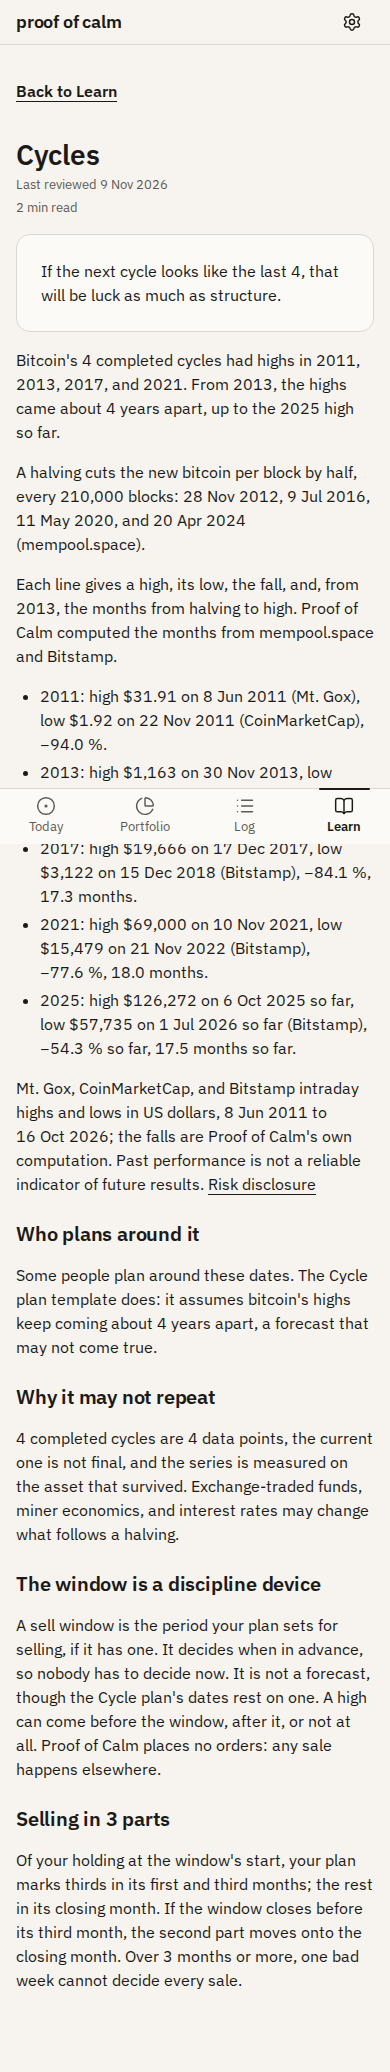 proof of calm
Back to Learn
Cycles
Last reviewed 9 Nov 2026
2 min read
If the next cycle looks like the last 4, that
will be luck as much as structure.
Bitcoin's 4 completed cycles had highs in 2011,
2013, 2017, and 2021. From 2013, the highs
came about 4 years apart, up to the 2025 high
so far.
A halving cuts the new bitcoin per block by half,
every 210,000 blocks: 28 Nov 2012, 9 Jul 2016,
11 May 2020, and 20 Apr 2024
(mempool.space).
Each line gives a high, its low, the fall, and, from
2013, the months from halving to high. Proof of
Calm computed the months from mempool.space
and Bitstamp.
• 2011: high $31.91 on 8 Jun 2011 (Mt. Gox),
low $1.92 on 22 Nov 2011 (CoinMarketCap),
−94.0 %.
• 2013: high $1,163 on 30 Nov 2013, low
Today
Portfolio
Log
Learn
• 2017: high $19,666 on 17 Dec 2017, low
$3,122 on 15 Dec 2018 (Bitstamp), −84.1 %,
17.3 months.
• 2021: high $69,000 on 10 Nov 2021, low
$15,479 on 21 Nov 2022 (Bitstamp),
−77.6 %, 18.0 months.
• 2025: high $126,272 on 6 Oct 2025 so far,
low $57,735 on 1 Jul 2026 so far (Bitstamp),
−54.3 % so far, 17.5 months so far.
Mt. Gox, CoinMarketCap, and Bitstamp intraday
highs and lows in US dollars, 8 Jun 2011 to
16 Oct 2026; the falls are Proof of Calm's own
computation. Past performance is not a reliable
indicator of future results. Risk disclosure
Who plans around it
Some people plan around these dates. The Cycle
plan template does: it assumes bitcoin's highs
keep coming about 4 years apart, a forecast that
may not come true.
Why it may not repeat
4 completed cycles are 4 data points, the current
one is not final, and the series is measured on
the asset that survived. Exchange-traded funds,
miner economics, and interest rates may change
what follows a halving.
The window is a discipline device
A sell window is the period your plan sets for
selling, if it has one. It decides when in advance,
so nobody has to decide now. It is not a forecast,
though the Cycle plan's dates rest on one. A high
can come before the window, after it, or not at
all. Proof of Calm places no orders: any sale
happens elsewhere.
Selling in 3 parts
Of your holding at the window's start, your plan
marks thirds in its first and third months; the rest
in its closing month. If the window closes before
its third month, the second part moves onto the
closing month. Over 3 months or more, one bad
week cannot decide every sale.